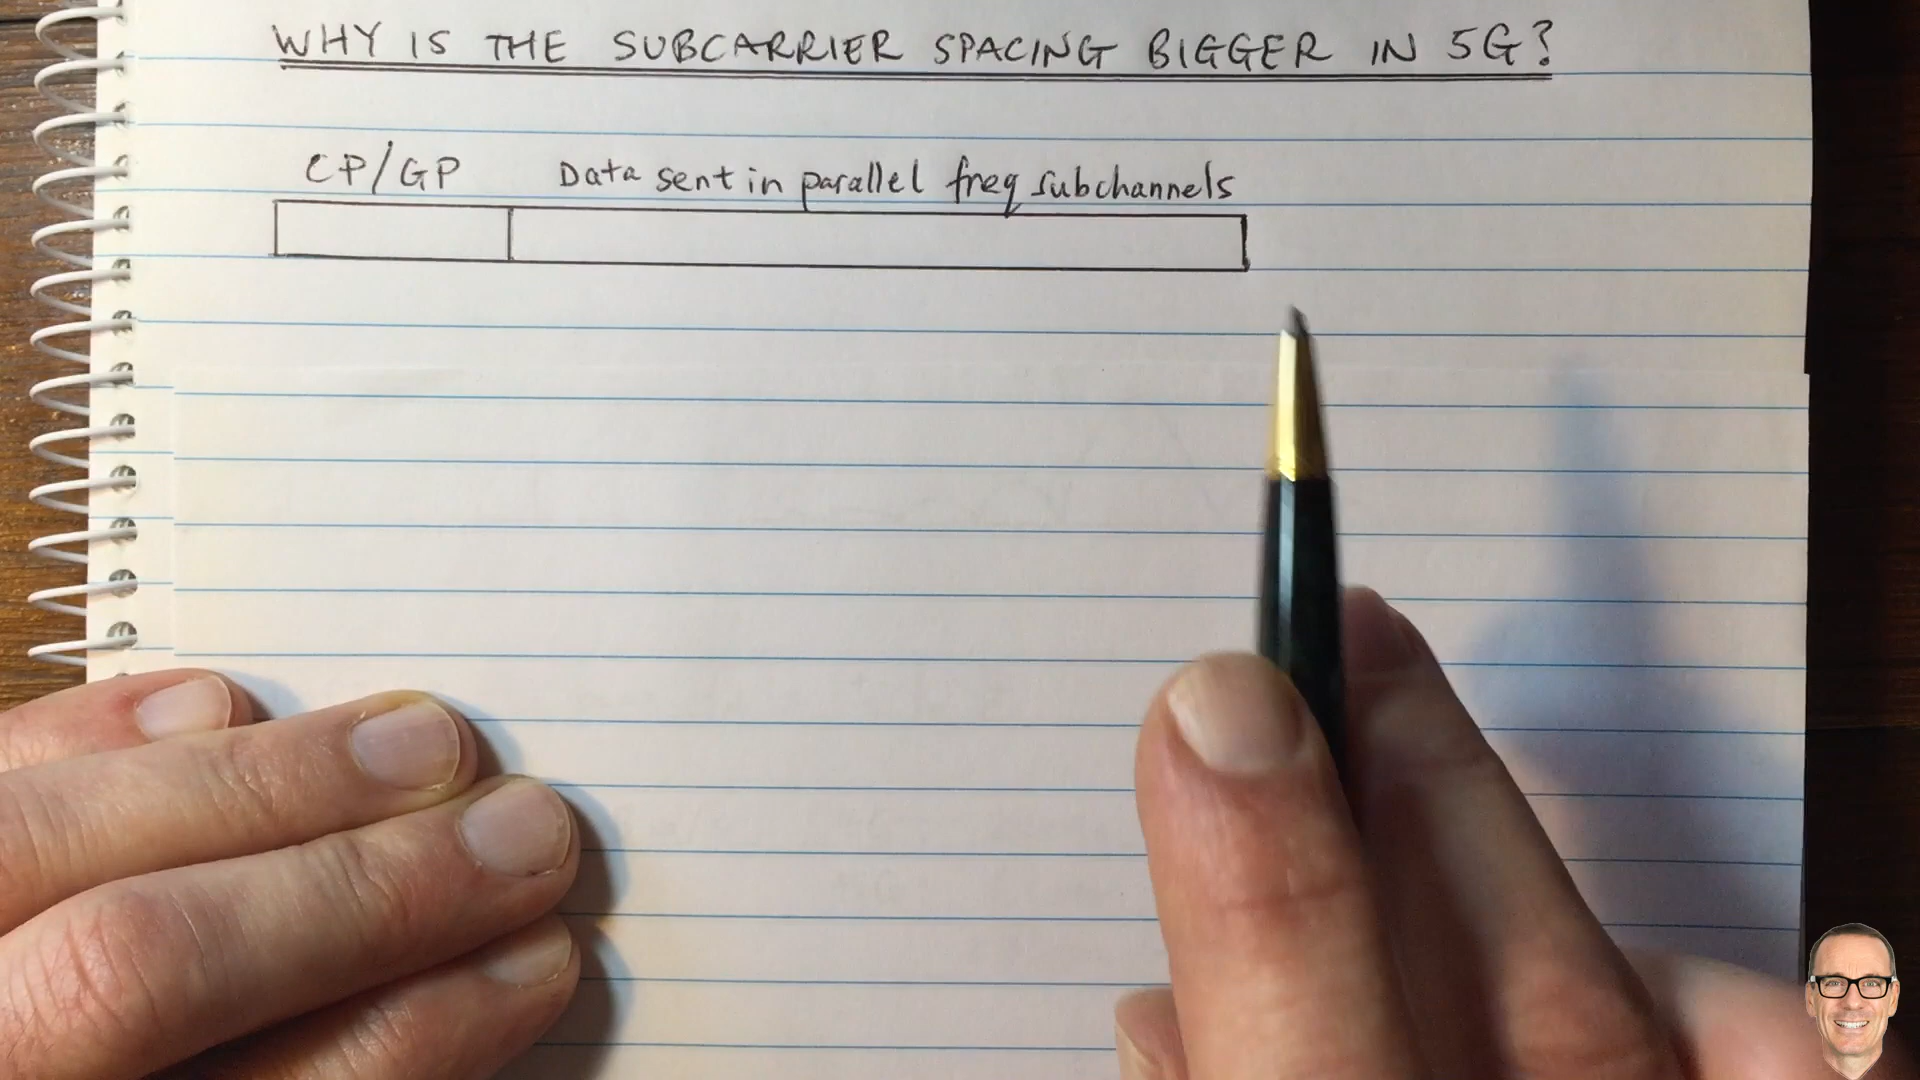 WHY IS THE SUBCARRIER SPACING BIGGER IN 5G?
CP/GP Data sent in parallel freq subchannels